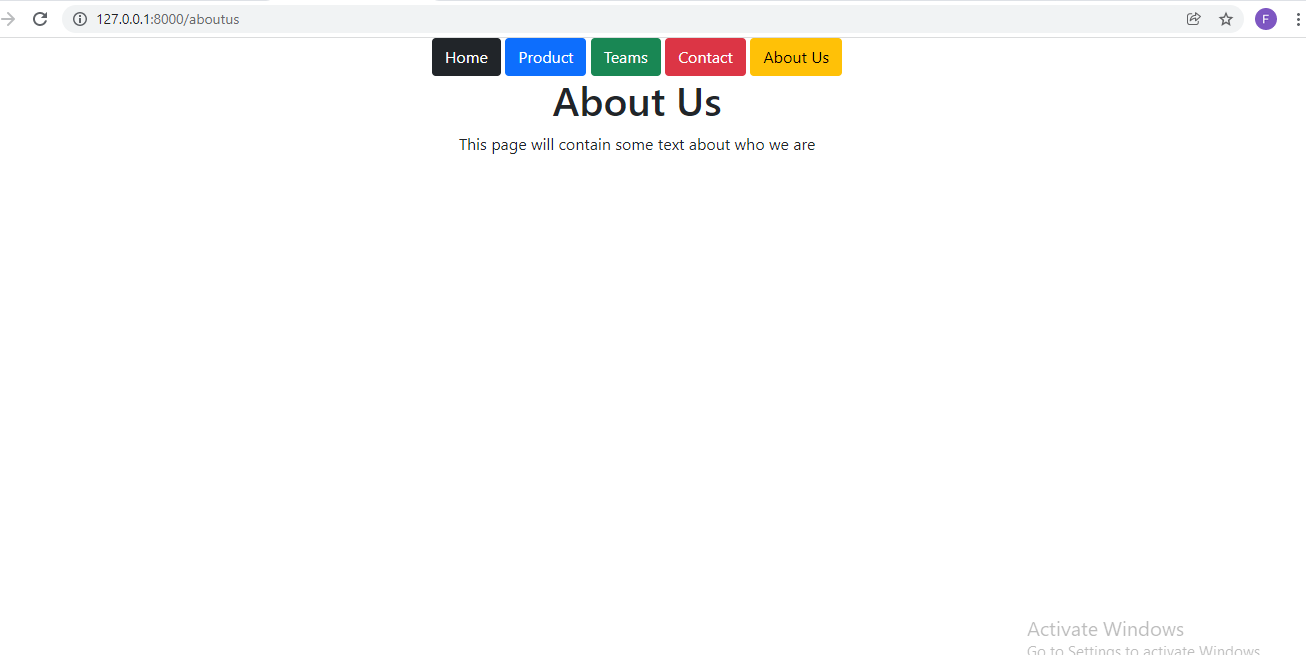 127.0.0.1:8000/aboutus
F
Home Product Teams Contact About Us
About Us
This page will contain some text about who we are
Activate Windows
Go to Settings to activate Windows